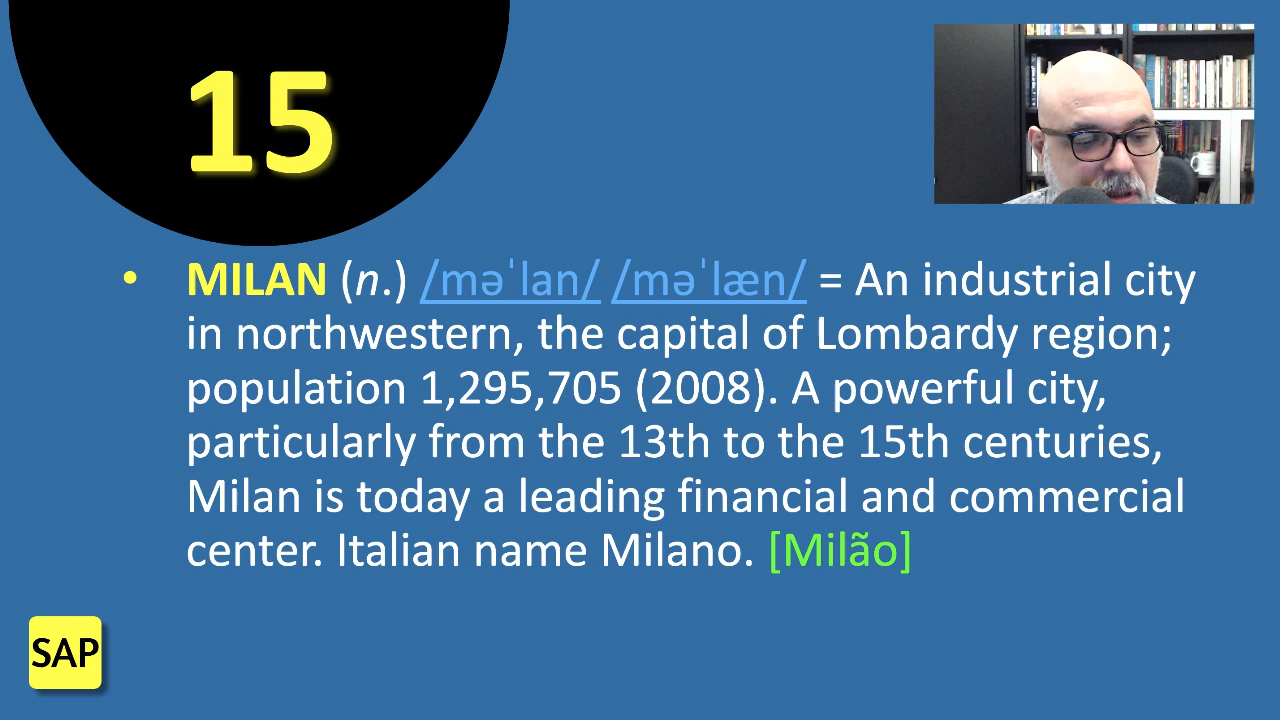 15
• MILAN (n.) /məˈlan/ /məˈlæn/ = An industrial city
in northwestern, the capital of Lombardy region;
population 1,295,705 (2008). A powerful city,
particularly from the 13th to the 15th centuries,
Milan is today a leading financial and commercial
center. Italian name Milano. [Milão]
SAP